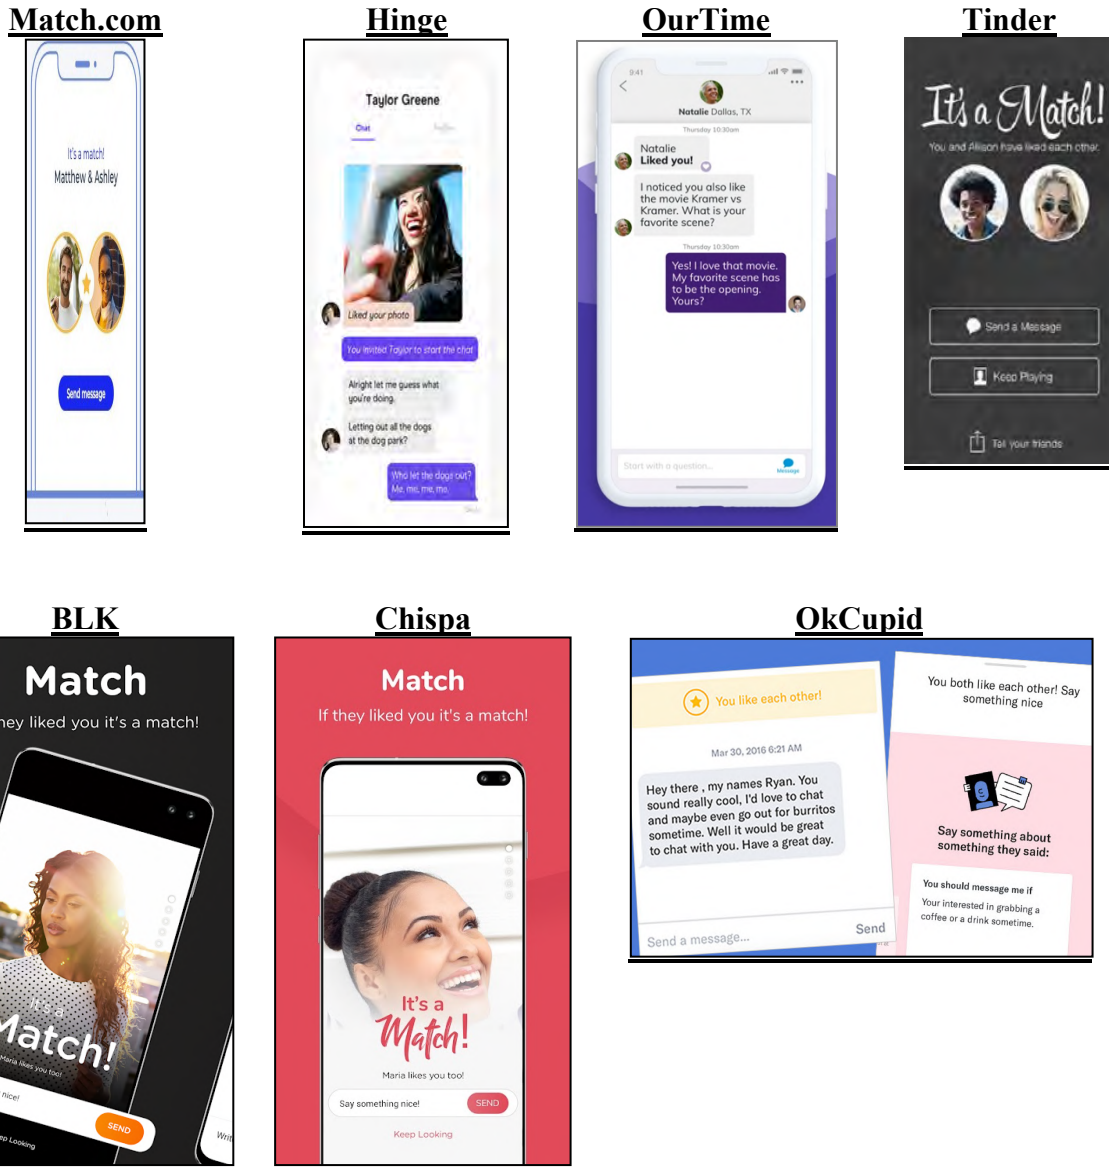 Match.com
Hinge
OurTime
Tinder
It's a match!
Matthew & Ashley
Send message
Taylor Greene
Chat
Liked your photo
You invited Taylor to start the chat
Alright let me guess what
you're doing.
Letting out all the dogs
at the dog park?
Who let the dogs out?
Me, me, me, me.
9:41
Natalie Dallas, TX
Thursday 10:30am
Natalie
Liked you!
I noticed you also like
the movie Kramer vs
Kramer. What is your
favorite scene?
Thursday 10:30am
Yes! I love that movie.
My favorite scene has
to be the opening.
Yours?
Start with a question...
Message
It's a Match!
You and Allison have liked each other.
Send a Message
Keep Playing
Tell your friends
BLK
Chispa
OkCupid
Match
hey liked you it's a match!
It's a
Match!
Maria likes you too!
nice!
SEND
ep Looking
Writ
Match
If they liked you it's a match!
It's a
Match!
Maria likes you too!
Say something nice! SEND
Keep Looking
You like each other!
Mar 30, 2016 6:21 AM
Hey there , my names Ryan. You
sound really cool, I'd love to chat
and maybe even go out for burritos
sometime. Well it would be great
to chat with you. Have a great day.
Send a message... Send
You both like each other! Say
something nice
Say something about
something they said:
You should message me if
Your interested in grabbing a
coffee or a drink sometime.